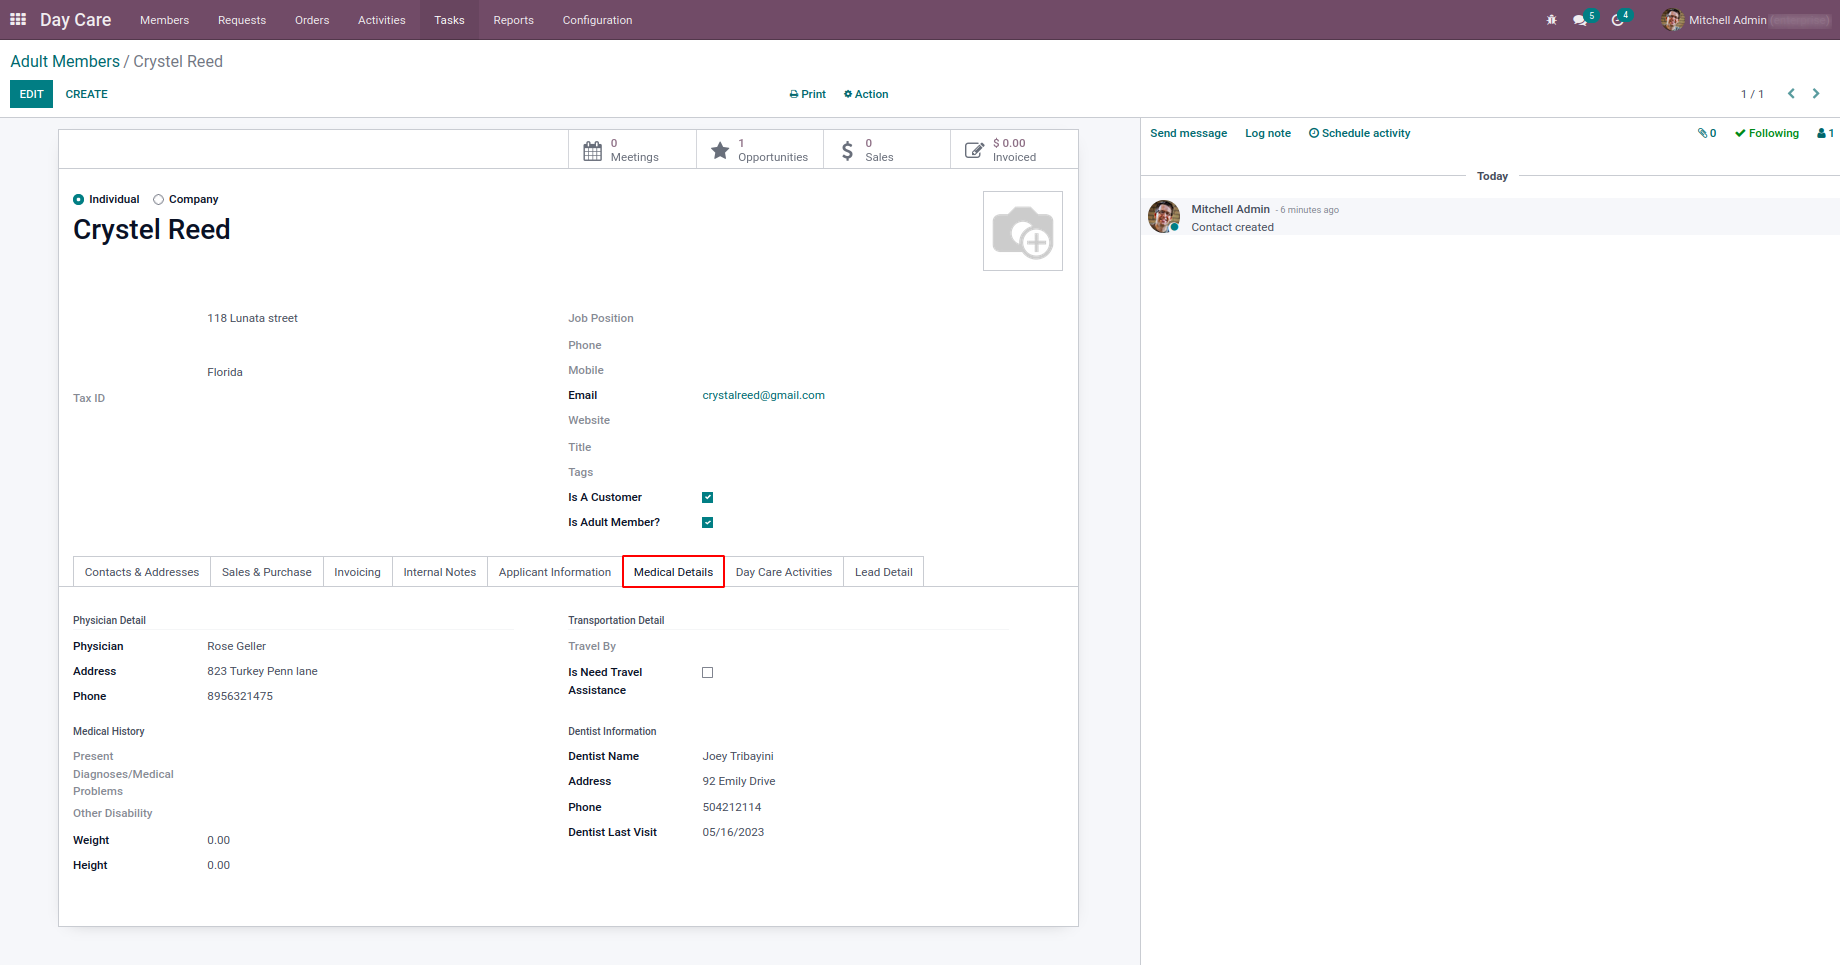 Day Care Members Requests Orders Activities Tasks Reports Configuration 5 4 Mitchell Admin
Adult Members / Crystel Reed
EDIT CREATE Print Action 1 / 1
0 Meetings
1 Opportunities
0 Sales
$ 0.00 Invoiced
Individual Company
Crystel Reed
118 Lunata street
Florida
Tax ID
Job Position
Phone
Mobile
Email crystalreed@gmail.com
Website
Title
Tags
Is A Customer
Is Adult Member?
Contacts & Addresses Sales & Purchase Invoicing Internal Notes Applicant Information Medical Details Day Care Activities Lead Detail
Physician Detail
Physician Rose Geller
Address 823 Turkey Penn lane
Phone 8956321475
Transportation Detail
Travel By
Is Need Travel
Assistance
Medical History
Present
Diagnoses/Medical
Problems
Other Disability
Weight 0.00
Height 0.00
Dentist Information
Dentist Name Joey Tribayini
Address 92 Emily Drive
Phone 504212114
Dentist Last Visit 05/16/2023
Send message Log note Schedule activity 0 Following 1
Today
Mitchell Admin - 6 minutes ago
Contact created